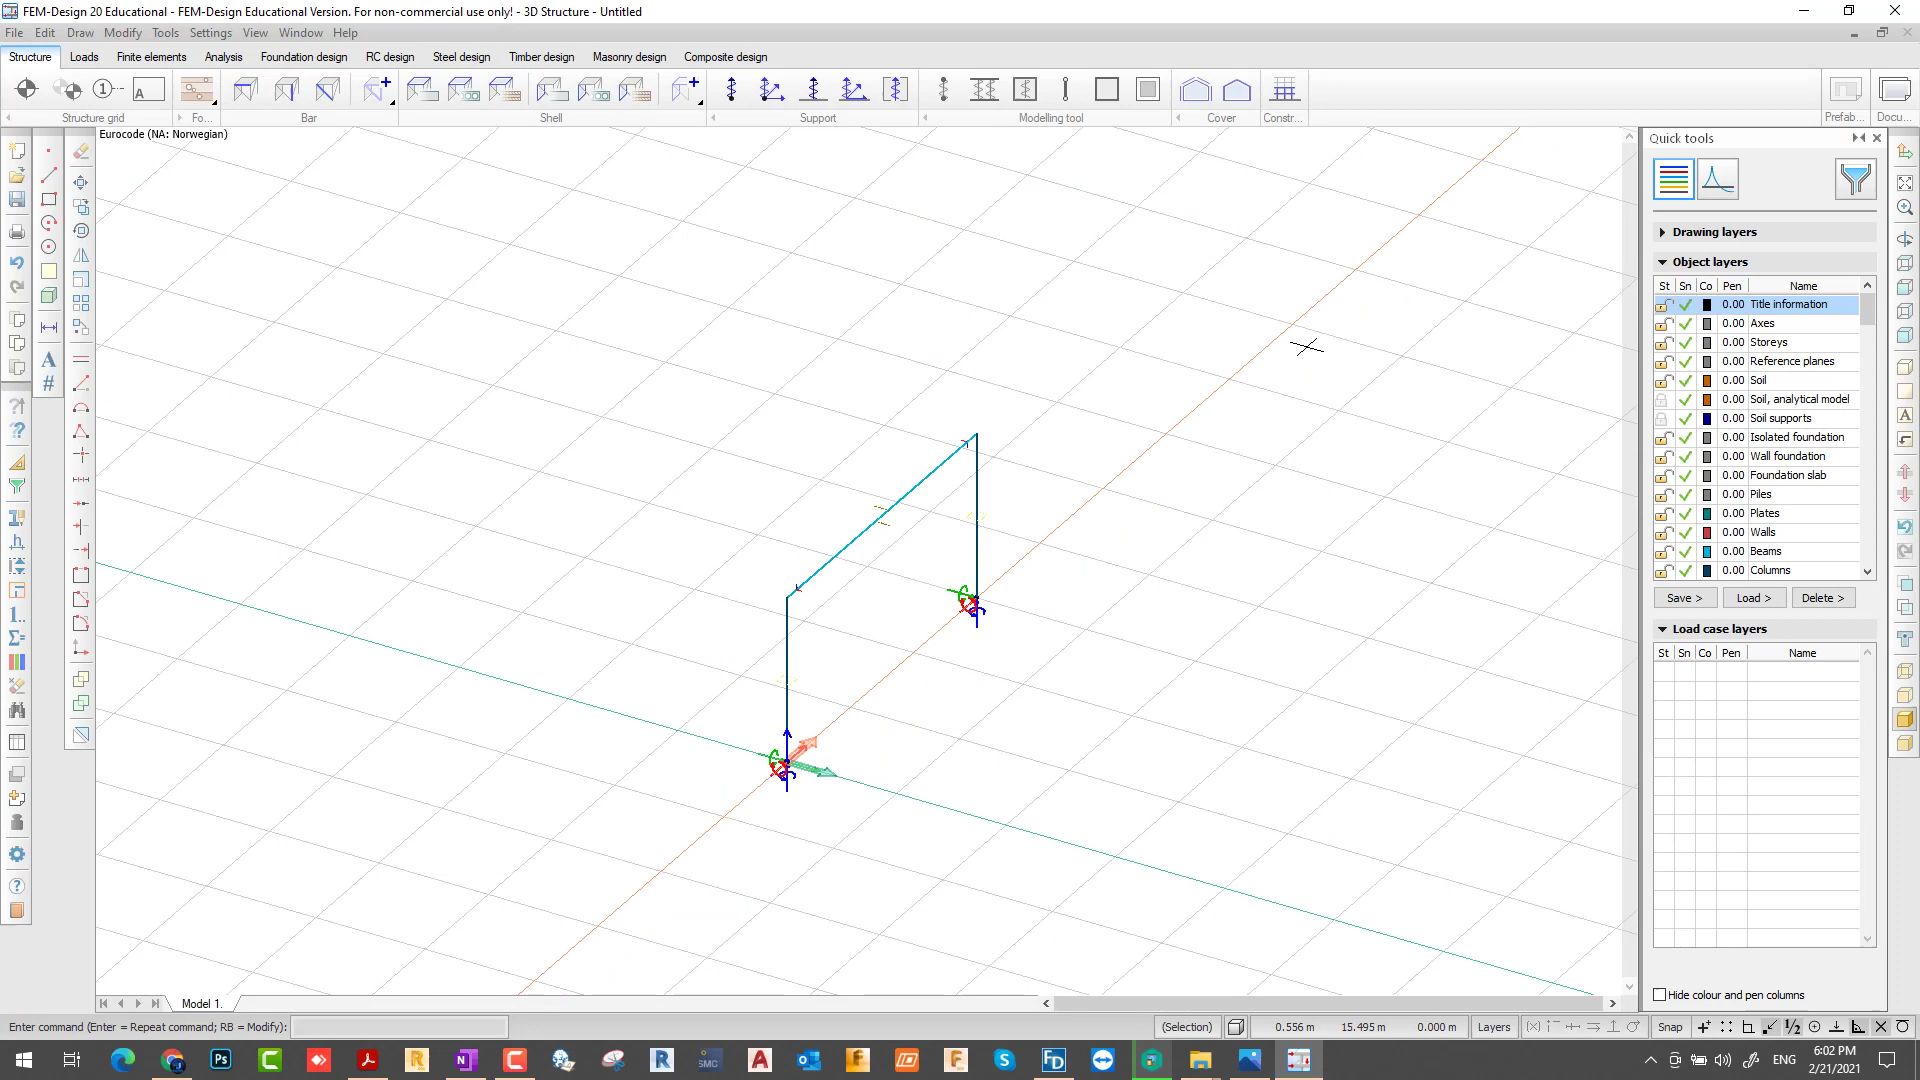 FEM-Design 20 Educational - FEM-Design Educational Version. For non-commercial use only! - 3D Structure - Untitled
File Edit Draw Modify Tools Settings View Window Help
Structure Loads Finite elements Analysis Foundation design RC design Steel design Timber design Masonry design Composite design
Structure grid Fo... Bar Shell Support Modelling tool Cover Constr... Prefab... Docu...
Eurocode (NA: Norwegian)
Quick tools
Drawing layers
Object layers
St Sn Co Pen Name
0.00 Title information
0.00 Axes
0.00 Storeys
0.00 Reference planes
0.00 Soil
0.00 Soil, analytical model
0.00 Soil supports
0.00 Isolated foundation
0.00 Wall foundation
0.00 Foundation slab
0.00 Piles
0.00 Plates
0.00 Walls
0.00 Beams
0.00 Columns
Save > Load > Delete >
Load case layers
St Sn Co Pen Name
Hide colour and pen columns
Model 1.
Enter command (Enter = Repeat command; RB = Modify):
(Selection) 0.556 m 15.495 m 0.000 m Layers Snap
ENG
6:02 PM
2/21/2021